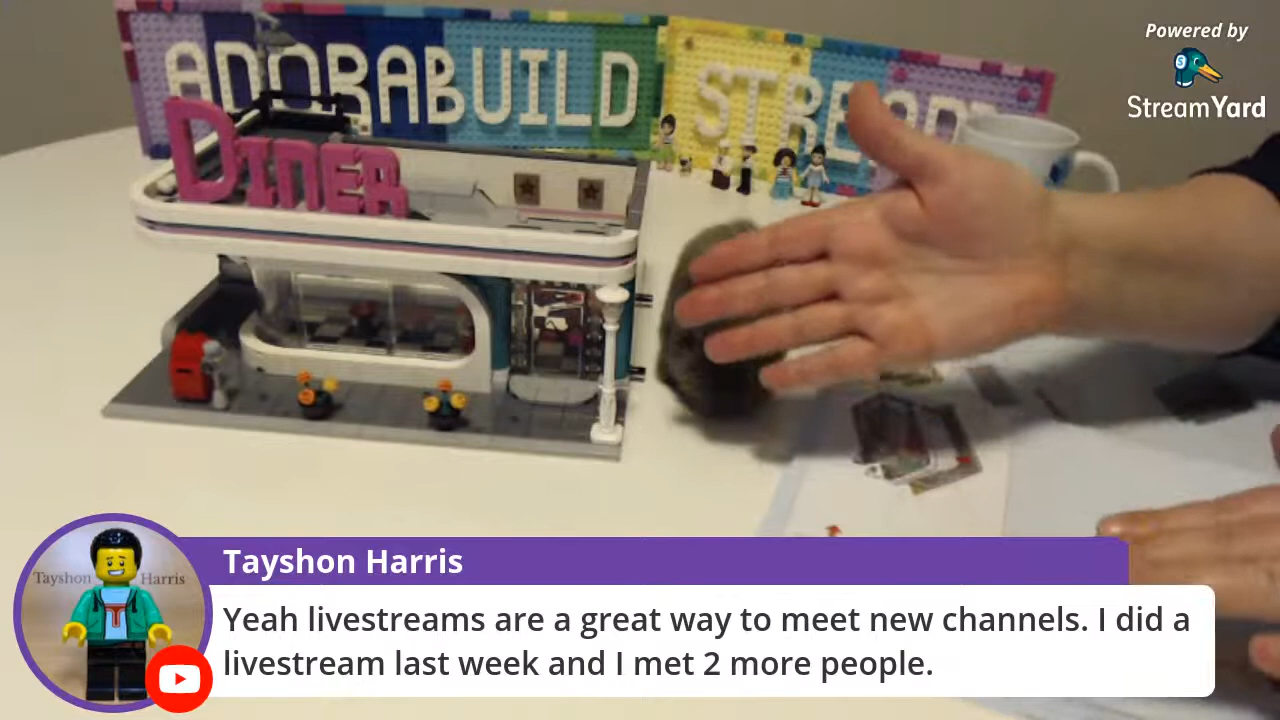 Powered by
StreamYard
ADORABUILD
DINER
Tayshon Harris
Tayshon Harris
Yeah livestreams are a great way to meet new channels. I did a
livestream last week and I met 2 more people.